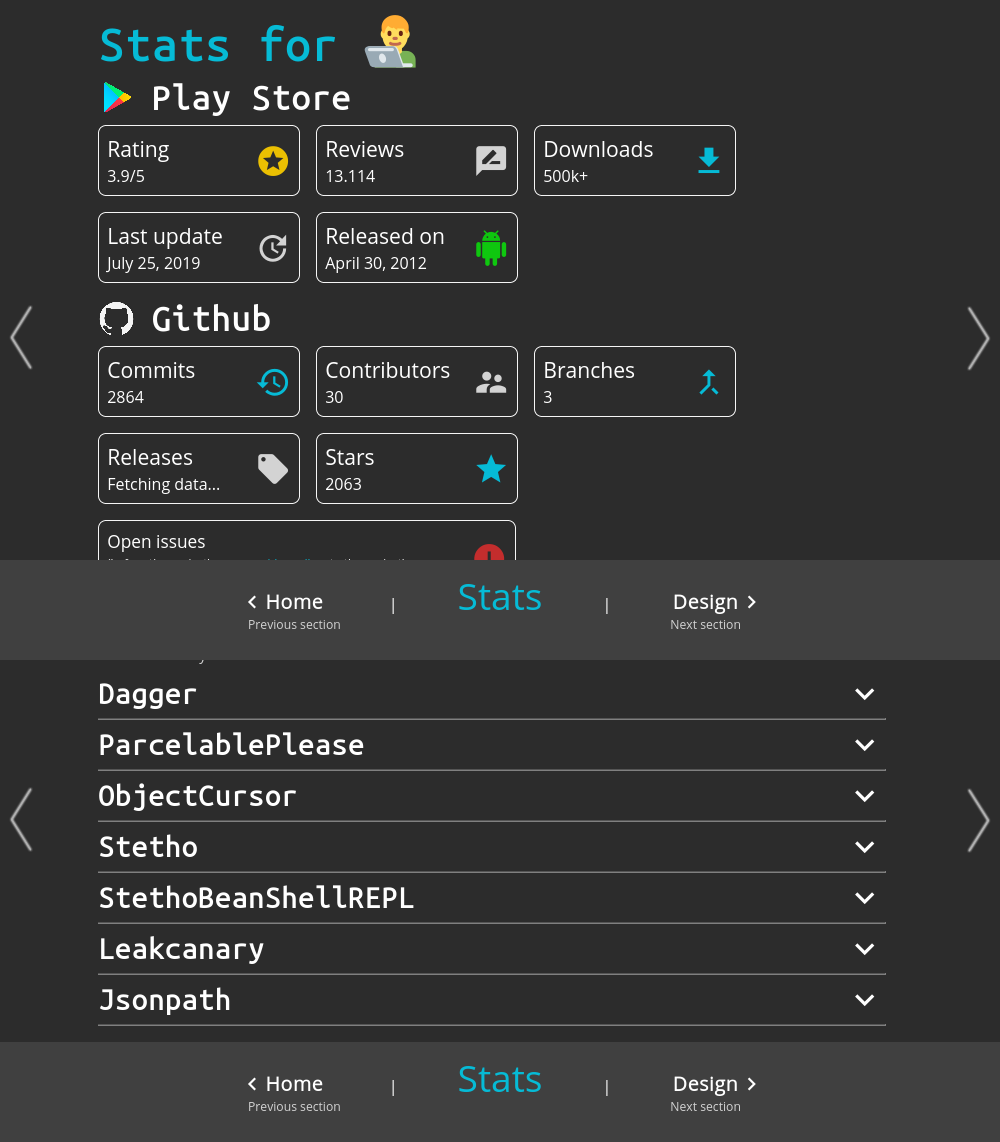 Stats for
Play Store
Rating
3.9/5
Reviews
13.114
Downloads
500k+
Last update
July 25, 2019
Released on
April 30, 2012
Github
Commits
2864
Contributors
30
Branches
3
Releases
Fetching data...
Stars
2063
Open issues
Home
Previous section
|
Stats
|
Design
Next section
Dagger
ParcelablePlease
ObjectCursor
Stetho
StethoBeanShellREPL
Leakcanary
Jsonpath
Home
Previous section
|
Stats
|
Design
Next section